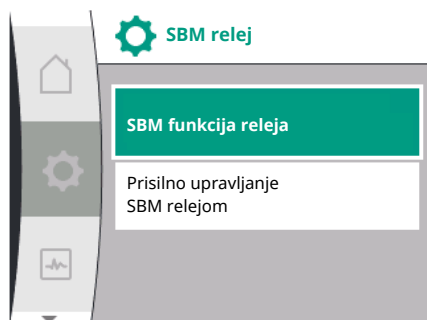 SBM relej
SBM funkcija releja
Prisilno upravljanje
SBM relejom